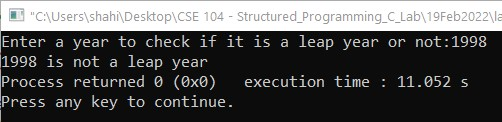 "C:\Users\shahi\Desktop\CSE 104 - Structured_Programming_C_Lab\19Feb2022\la
Enter a year to check if it is a leap year or not:1998
1998 is not a leap year
Process returned 0 (0x0)   execution time : 11.052 s
Press any key to continue.